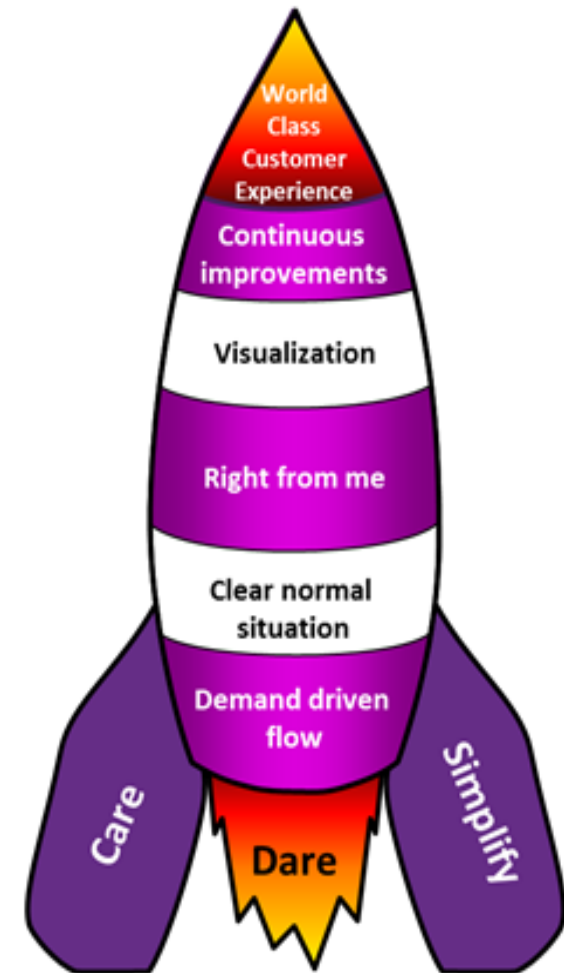 World
Class
Customer
Experience
Continuous
improvements
Visualization
Right from me
Clear normal
situation
Demand driven
flow
Care
Dare
Simplify